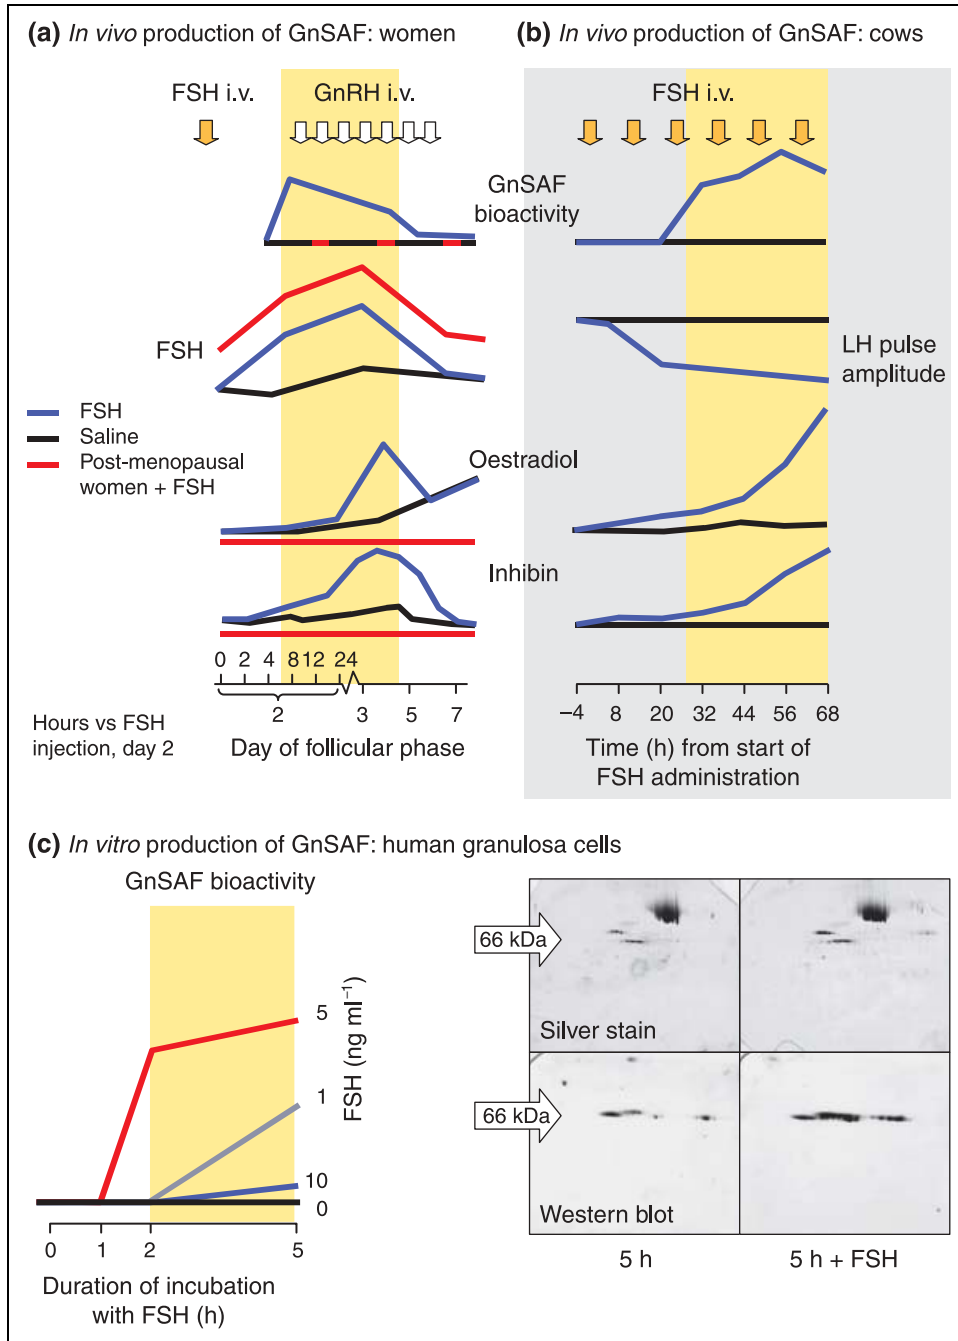 (a) In vivo production of GnSAF: women
FSH i.v.
GnRH i.v.
GnSAF
bioactivity
FSH
FSH
Saline
Post-menopausal
women + FSH
Oestradiol
Inhibin
0 2 4 8 12 24
2 3 5 7
Hours vs FSH
injection, day 2
Day of follicular phase
(b) In vivo production of GnSAF: cows
FSH i.v.
LH pulse
amplitude
–4 8 20 32 44 56 68
Time (h) from start of
FSH administration
(c) In vitro production of GnSAF: human granulosa cells
GnSAF bioactivity
5
1
10
0
FSH (ng ml⁻¹)
0 1 2 5
Duration of incubation
with FSH (h)
66 kDa
Silver stain
66 kDa
Western blot
5 h
5 h + FSH